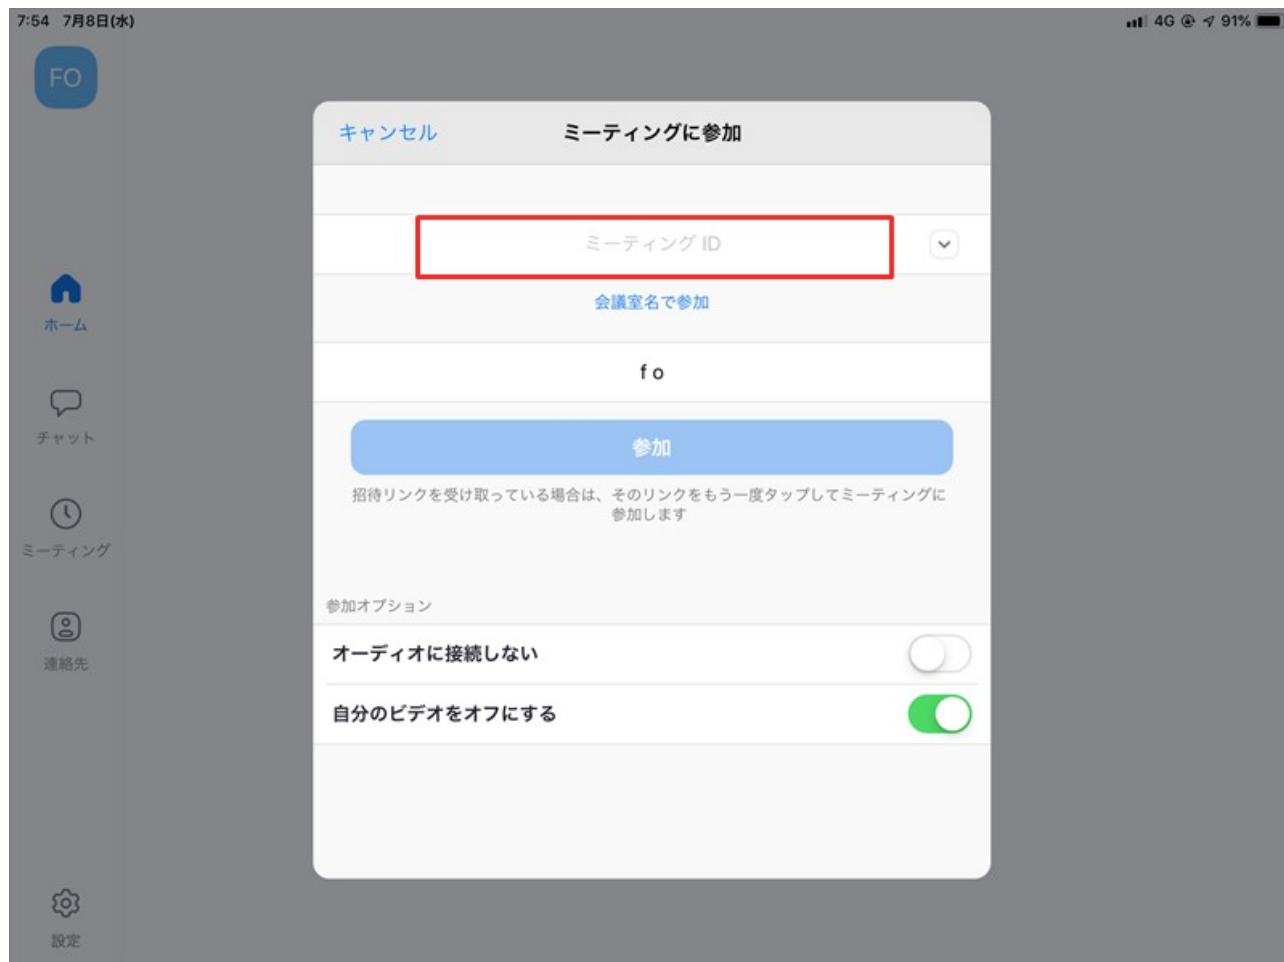 7:54 7月8日(水)
4G 91%
FO
キャンセル
ミーティングに参加
ミーティング ID
会議室名で参加
f o
参加
招待リンクを受け取っている場合は、そのリンクをもう一度タップしてミーティングに
参加します
参加オプション
オーディオに接続しない
自分のビデオをオフにする
ホーム
チャット
ミーティング
連絡先
設定